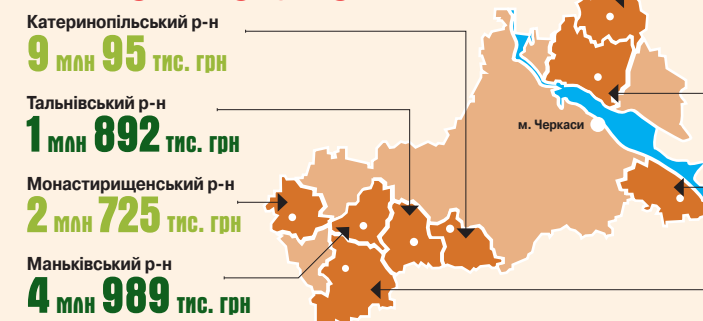 Катеринопільський р-н
9 млн 95 тис. грн
Тальнівський р-н
1 млн 892 тис. грн
Монастирищенський р-н
2 млн 725 тис. грн
Маньківський р-н
4 млн 989 тис. грн
м. Черкаси